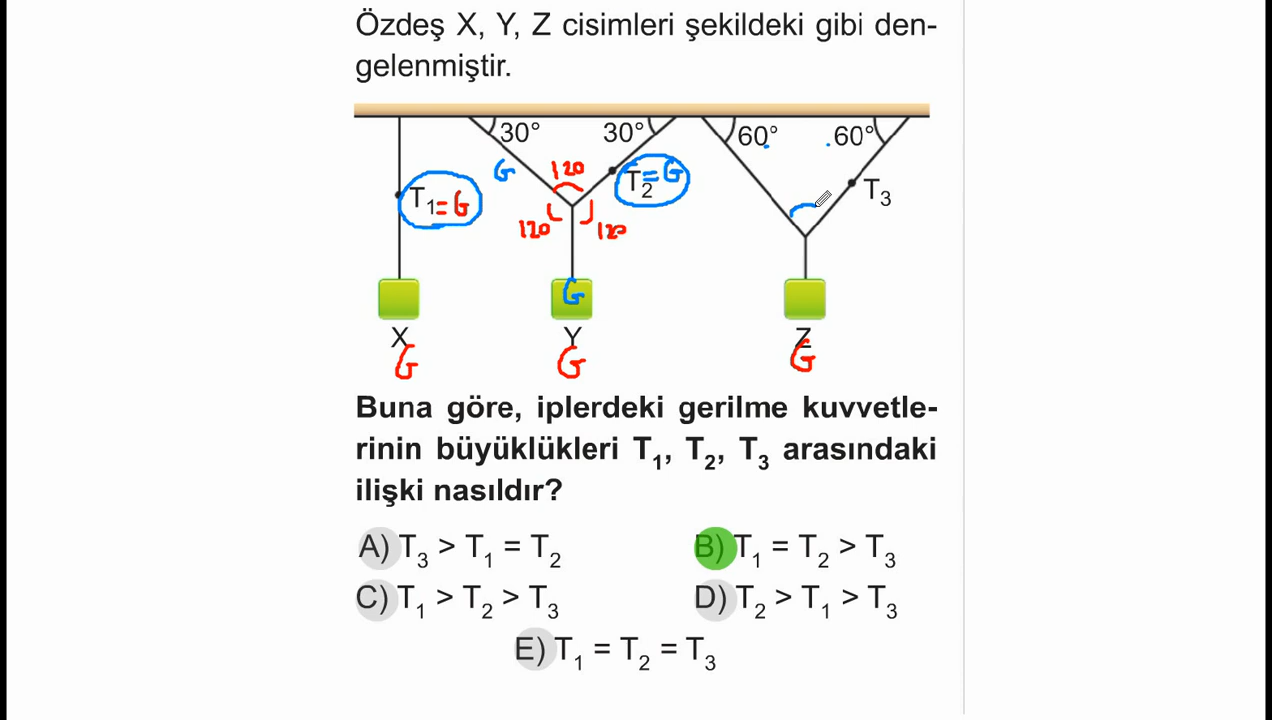 Özdeş X, Y, Z cisimleri şekildeki gibi den-
gelenmiştir.
30° 30° 60° 60°
G 120 T2=G T3
T1=G
120 120
G
X Y Z
G G G
Buna göre, iplerdeki gerilme kuvvetle-
rinin büyüklükleri T1, T2, T3 arasındaki
ilişki nasıldır?
A) T3 > T1 = T2 B) T1 = T2 > T3
C) T1 > T2 > T3 D) T2 > T1 > T3
E) T1 = T2 = T3